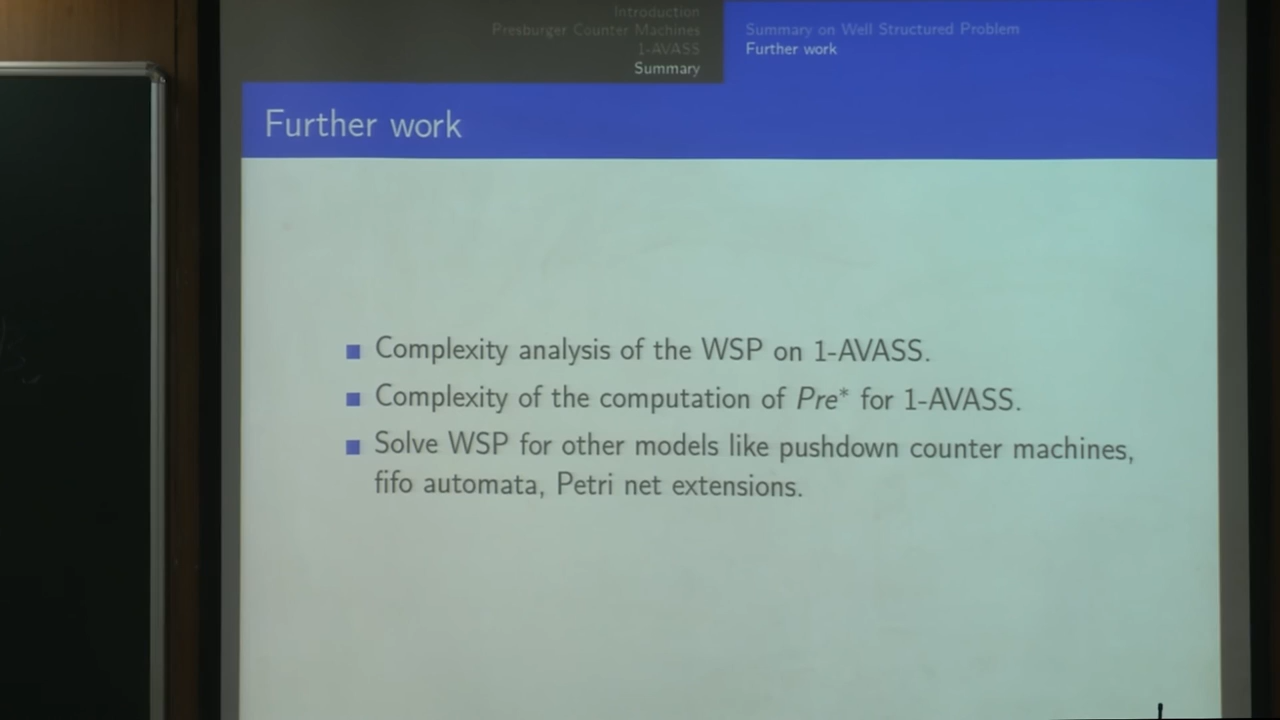 Introduction
Presburger Counter Machines
1-AVASS
Summary
Summary on Well Structured Problem
Further work
Further work
Complexity analysis of the WSP on 1-AVASS.
Complexity of the computation of Pre* for 1-AVASS.
Solve WSP for other models like pushdown counter machines,
fifo automata, Petri net extensions.